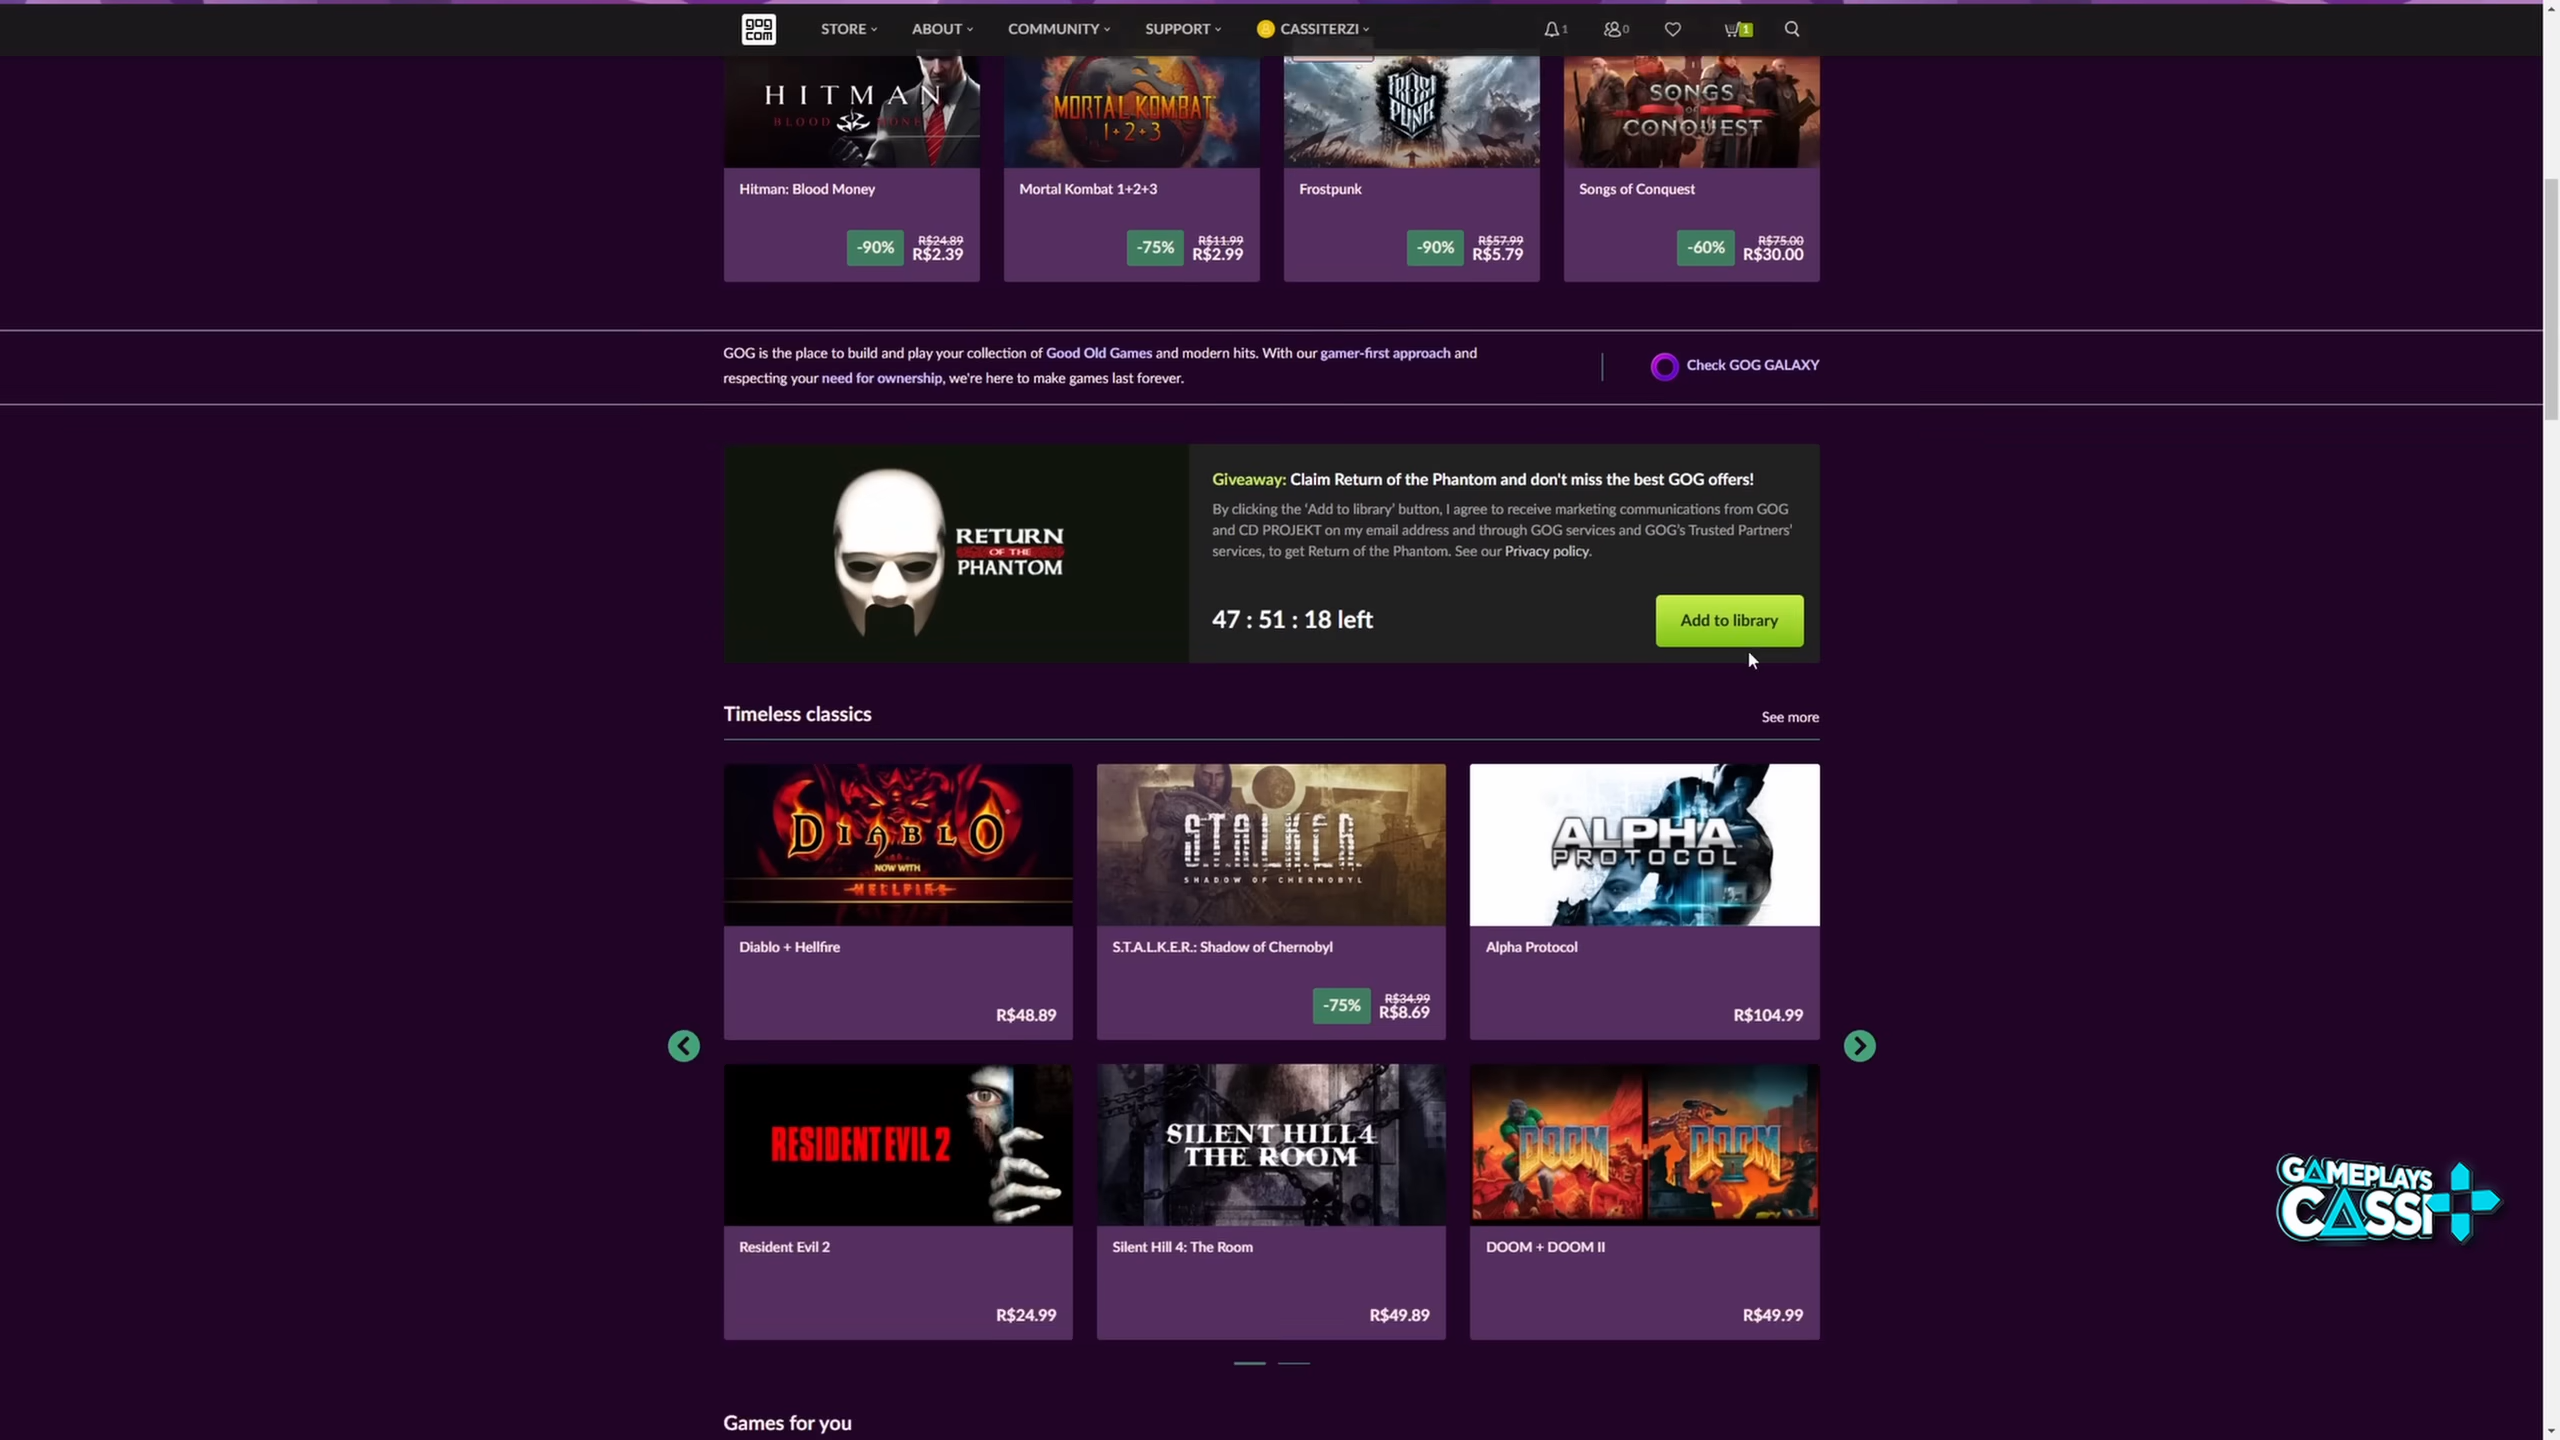 gog
com
STORE
ABOUT
COMMUNITY
SUPPORT
CASSITERZI
1
0
1
HITMAN
BLOOD MONEY
MORTAL KOMBAT
1+2+3
FROST
PUNK
SONGS
OF
CONQUEST
Hitman: Blood Money
Mortal Kombat 1+2+3
Frostpunk
Songs of Conquest
-90%
R$24.89
R$2.39
-75%
R$11.99
R$2.99
-90%
R$57.99
R$5.79
-60%
R$75.00
R$30.00
GOG is the place to build and play your collection of Good Old Games and modern hits. With our gamer-first approach and
respecting your need for ownership, we're here to make games last forever.
Check GOG GALAXY
RETURN
OF THE
PHANTOM
Giveaway: Claim Return of the Phantom and don't miss the best GOG offers!
By clicking the ‘Add to library’ button, I agree to receive marketing communications from GOG
and CD PROJEKT on my email address and through GOG services and GOG’s Trusted Partners’
services, to get Return of the Phantom. See our Privacy policy.
47 : 51 : 18 left
Add to library
Timeless classics
See more
DIABLO
NOW WITH
HELLFIRE
S.T.A.L.K.E.R.
SHADOW OF CHERNOBYL
ALPHA
PROTOCOL
Diablo + Hellfire
S.T.A.L.K.E.R.: Shadow of Chernobyl
Alpha Protocol
R$48.89
-75%
R$34.99
R$8.69
R$104.99
RESIDENT EVIL 2
SILENT HILL 4
THE ROOM
DOOM
DOOM
II
Resident Evil 2
Silent Hill 4: The Room
DOOM + DOOM II
R$24.99
R$49.89
R$49.99
GAMEPLAYS
CASSI
Games for you